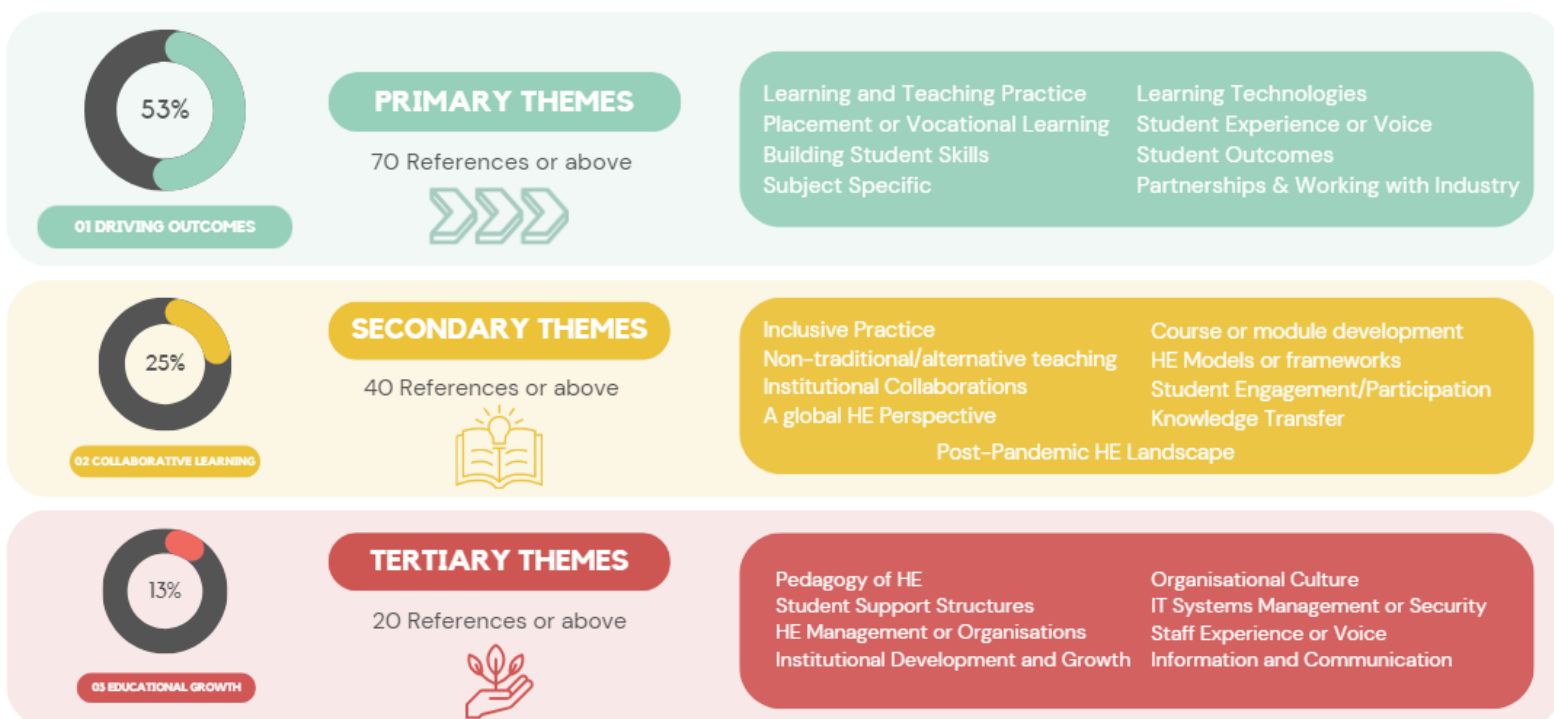 53%
01 DRIVING OUTCOMES
PRIMARY THEMES
70 References or above
Learning and Teaching Practice
Placement or Vocational Learning
Building Student Skills
Subject Specific
Learning Technologies
Student Experience or Voice
Student Outcomes
Partnerships & Working with Industry
25%
02 COLLABORATIVE LEARNING
SECONDARY THEMES
40 References or above
Inclusive Practice
Non-traditional/alternative teaching
Institutional Collaborations
A global HE Perspective
Course or module development
HE Models or frameworks
Student Engagement/Participation
Knowledge Transfer
Post-Pandemic HE Landscape
13%
03 EDUCATIONAL GROWTH
TERTIARY THEMES
20 References or above
Pedagogy of HE
Student Support Structures
HE Management or Organisations
Institutional Development and Growth
Organisational Culture
IT Systems Management or Security
Staff Experience or Voice
Information and Communication